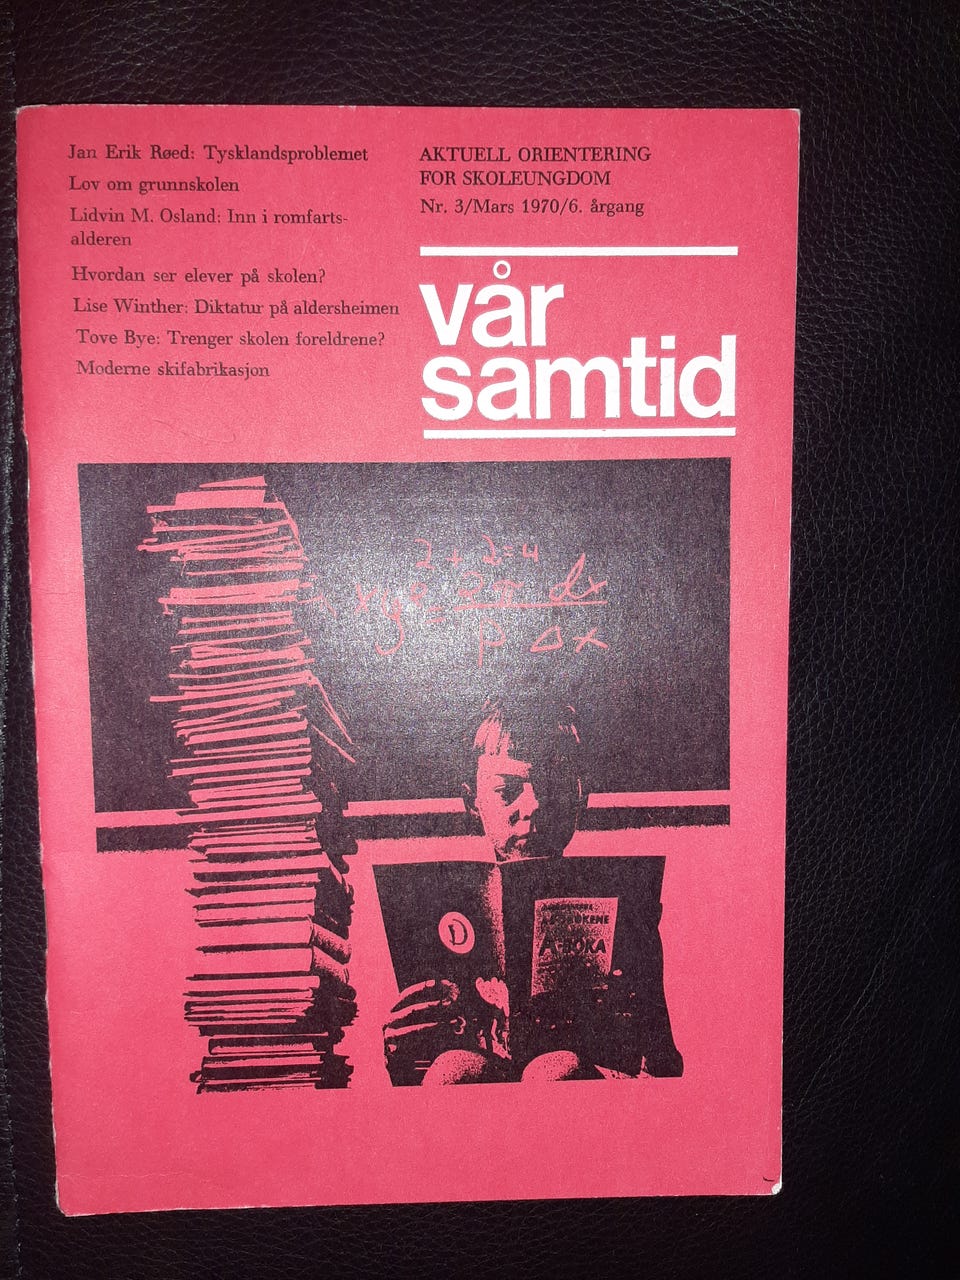 Jan Erik Røed: Tysklandsproblemet
Lov om grunnskolen
Lidvin M. Osland: Inn i romfarts-
alderen
Hvordan ser elever på skolen?
Lise Winther: Diktatur på aldersheimen
Tove Bye: Trenger skolen foreldrene?
Moderne skifabrikasjon
AKTUELL ORIENTERING
FOR SKOLEUNGDOM
Nr. 3/Mars 1970/6. årgang
vår
samtid
2 + 2 = 4
dx
P Δx
D
A-BOKA